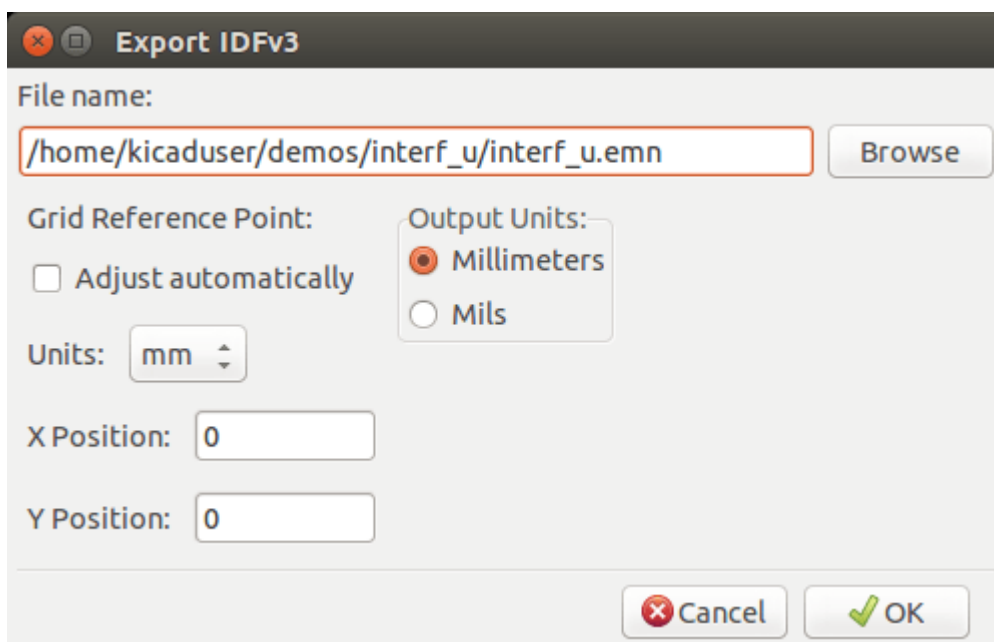 Export IDFv3
File name:
/home/kicaduser/demos/interf_u/interf_u.emn
Browse
Grid Reference Point:
Adjust automatically
Units: mm
X Position: 0
Y Position: 0
Output Units:
Millimeters
Mils
Cancel
OK